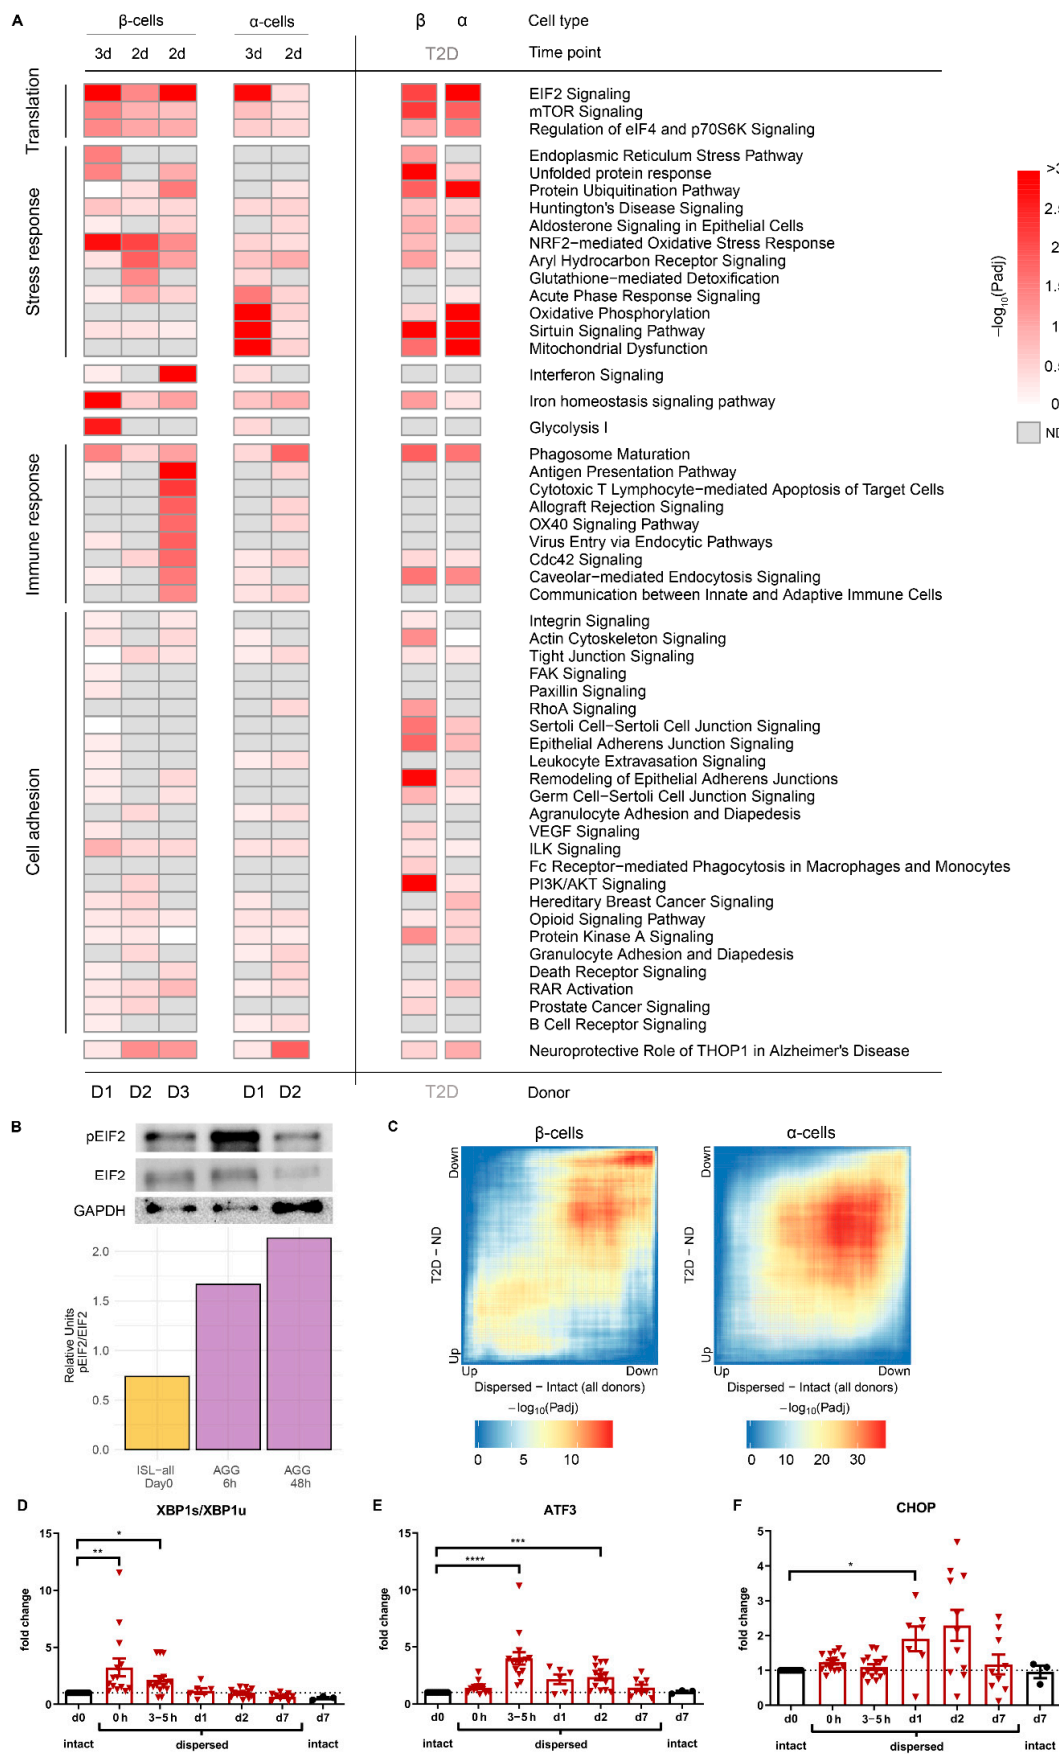 A
β-cells
α-cells
β
α
Cell type
3d
2d
2d
3d
2d
T2D
Time point
Translation
EIF2 Signaling
mTOR Signaling
Regulation of eIF4 and p70S6K Signaling
Stress response
Endoplasmic Reticulum Stress Pathway
Unfolded protein response
Protein Ubiquitination Pathway
Huntington's Disease Signaling
Aldosterone Signaling in Epithelial Cells
NRF2−mediated Oxidative Stress Response
Aryl Hydrocarbon Receptor Signaling
Glutathione−mediated Detoxification
Acute Phase Response Signaling
Oxidative Phosphorylation
Sirtuin Signaling Pathway
Mitochondrial Dysfunction
Interferon Signaling
Iron homeostasis signaling pathway
Glycolysis I
Immune response
Phagosome Maturation
Antigen Presentation Pathway
Cytotoxic T Lymphocyte−mediated Apoptosis of Target Cells
Allograft Rejection Signaling
OX40 Signaling Pathway
Virus Entry via Endocytic Pathways
Cdc42 Signaling
Caveolar−mediated Endocytosis Signaling
Communication between Innate and Adaptive Immune Cells
Cell adhesion
Integrin Signaling
Actin Cytoskeleton Signaling
Tight Junction Signaling
FAK Signaling
Paxillin Signaling
RhoA Signaling
Sertoli Cell−Sertoli Cell Junction Signaling
Epithelial Adherens Junction Signaling
Leukocyte Extravasation Signaling
Remodeling of Epithelial Adherens Junctions
Germ Cell−Sertoli Cell Junction Signaling
Agranulocyte Adhesion and Diapedesis
VEGF Signaling
ILK Signaling
Fc Receptor−mediated Phagocytosis in Macrophages and Monocytes
PI3K/AKT Signaling
Hereditary Breast Cancer Signaling
Opioid Signaling Pathway
Protein Kinase A Signaling
Granulocyte Adhesion and Diapedesis
Death Receptor Signaling
RAR Activation
Prostate Cancer Signaling
B Cell Receptor Signaling
Neuroprotective Role of THOP1 in Alzheimer's Disease
D1
D2
D3
D1
D2
T2D
Donor
−log10(Padj)
>3
2.5
2
1.5
1
0.5
0
ND
B
pEIF2
EIF2
GAPDH
Relative Units
pEIF2/EIF2
2.0
1.5
1.0
0.5
0.0
ISL−all
Day0
AGG
6h
AGG
48h
C
β-cells
Down
T2D − ND
Up
Up
Down
Dispersed − Intact (all donors)
−log10(Padj)
0
5
10
α-cells
Down
T2D − ND
Up
Up
Down
Dispersed − Intact (all donors)
−log10(Padj)
0
10
20
30
D
XBP1s/XBP1u
fold change
15
10
5
0
*
**
d0
0 h
3−5 h
d1
d2
d7
d7
intact
dispersed
intact
E
ATF3
fold change
15
10
5
0
***
****
d0
0 h
3−5 h
d1
d2
d7
d7
intact
dispersed
intact
F
CHOP
fold change
5
4
3
2
1
0
*
d0
0 h
3−5 h
d1
d2
d7
d7
intact
dispersed
intact